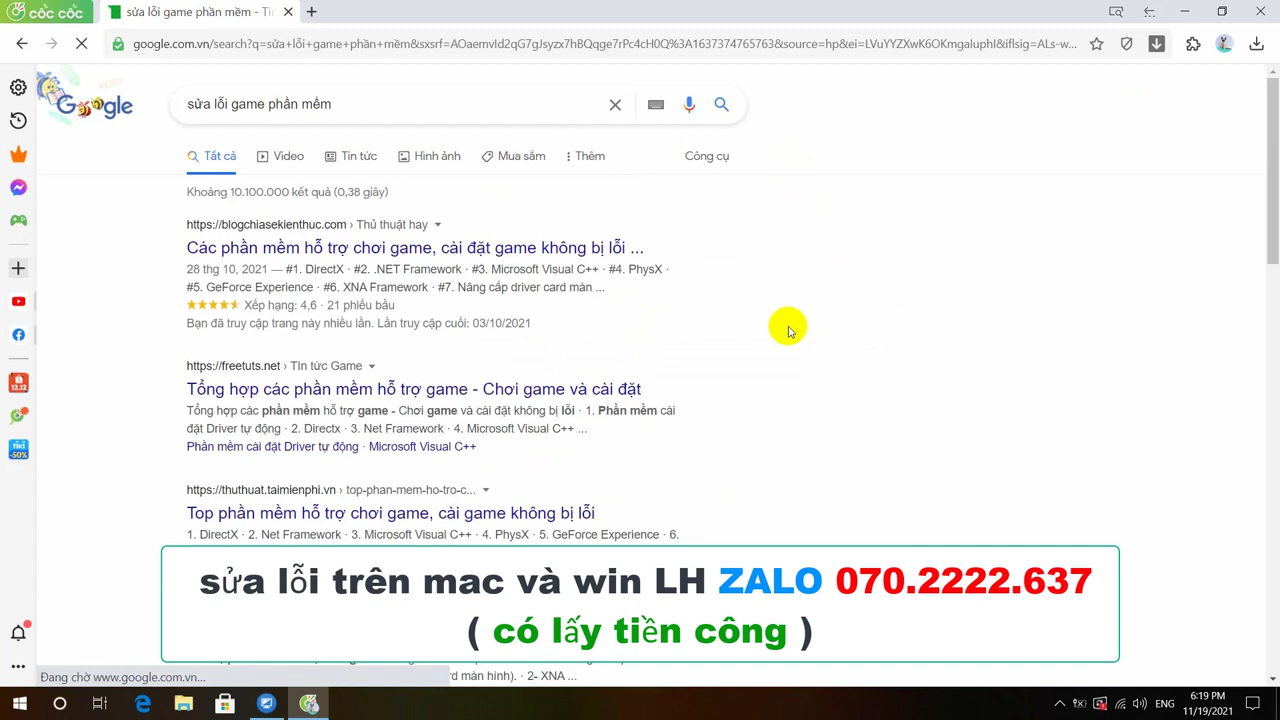 cốc cốc
sửa lỗi game phần mềm - Tìm
google.com.vn/search?q=sửa+lỗi+game+phần+mềm&sxsrf=AOaemvId2qG7gJsyzx7hBQqge7rPc4cH0Q%3A1637374765763&source=hp&ei=LVuYYZXwK6OKmgaluphI&iflsig=ALs-w...
Google
sửa lỗi game phần mềm
Tất cả
Video
Tin tức
Hình ảnh
Mua sắm
Thêm
Công cụ
Khoảng 10.100.000 kết quả (0,38 giây)
https://blogchiasekienthuc.com › Thủ thuật hay
Các phần mềm hỗ trợ chơi game, cài đặt game không bị lỗi ...
28 thg 10, 2021 — #1. DirectX · #2. .NET Framework · #3. Microsoft Visual C++ · #4. PhysX ·
#5. GeForce Experience · #6. XNA Framework · #7. Nâng cấp driver card màn ...
Xếp hạng: 4,6 · 21 phiếu bầu
Bạn đã truy cập trang này nhiều lần. Lần truy cập cuối: 03/10/2021
https://freetuts.net › Tin tức Game
Tổng hợp các phần mềm hỗ trợ game - Chơi game và cài đặt
Tổng hợp các phần mềm hỗ trợ game - Chơi game và cài đặt không bị lỗi · 1. Phần mềm cài
đặt Driver tự động · 2. Directx · 3. Net Framework · 4. Microsoft Visual C++ ...
Phần mềm cài đặt Driver tự động · Microsoft Visual C++
https://thuthuat.taimienphi.vn › top-phan-mem-ho-tro-c...
Top phần mềm hỗ trợ chơi game, cài game không bị lỗi
1. DirectX · 2. Net Framework · 3. Microsoft Visual C++ · 4. PhysX · 5. GeForce Experience · 6.
12.12
TIKI
-50%
sửa lỗi trên mac và win LH ZALO 070.2222.637
( có lấy tiền công )
Đang chờ www.google.com.vn...
rd màn hình). · 2- XNA ...
ENG
6:19 PM
11/19/2021